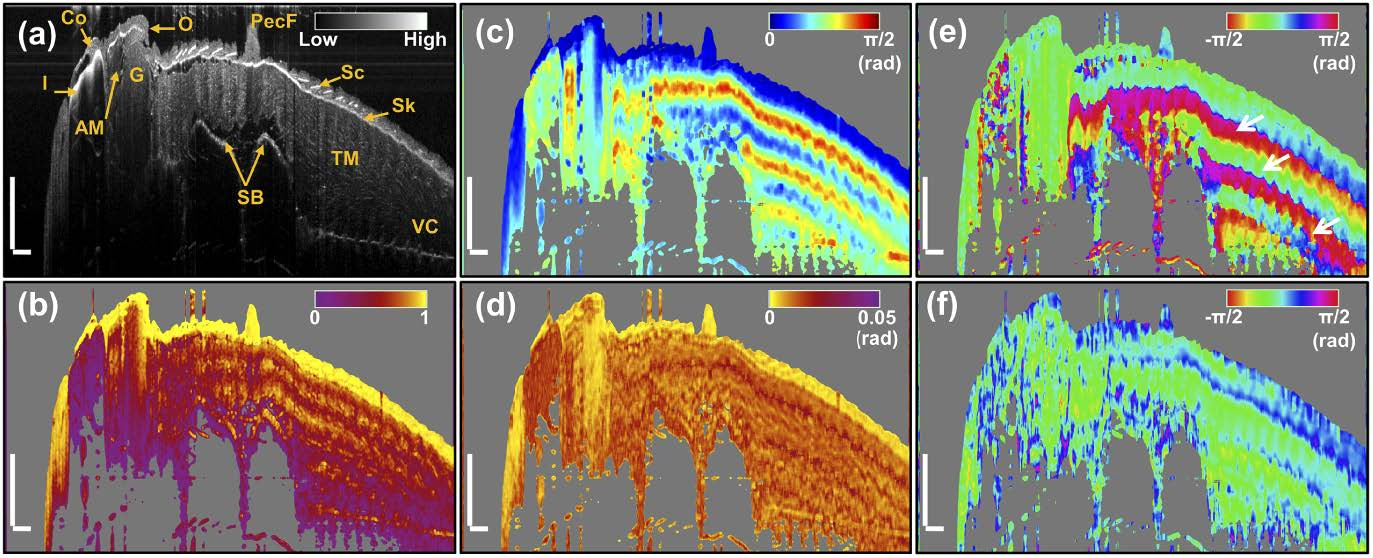 (a)
Co
O
PecF
Low High
I
G
AM
Sc
Sk
TM
SB
VC
(b)
0 1
(c)
0 π/2
(rad)
(d)
0 0.05
(rad)
(e)
-π/2 π/2
(rad)
(f)
-π/2 π/2
(rad)